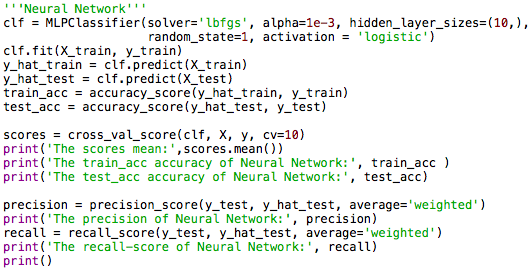 '''Neural Network'''
clf = MLPClassifier(solver='lbfgs', alpha=1e-3, hidden_layer_sizes=(10,),
                    random_state=1, activation = 'logistic')
clf.fit(X_train, y_train)
y_hat_train = clf.predict(X_train)
y_hat_test = clf.predict(X_test)
train_acc = accuracy_score(y_hat_train, y_train)
test_acc = accuracy_score(y_hat_test, y_test)

scores = cross_val_score(clf, X, y, cv=10)
print('The scores mean:',scores.mean())
print('The train_acc accuracy of Neural Network:', train_acc )
print('The test_acc accuracy of Neural Network:', test_acc)

precision = precision_score(y_test, y_hat_test, average='weighted')
print('The precision of Neural Network:', precision)
recall = recall_score(y_test, y_hat_test, average='weighted')
print('The recall-score of Neural Network:', recall)
print()